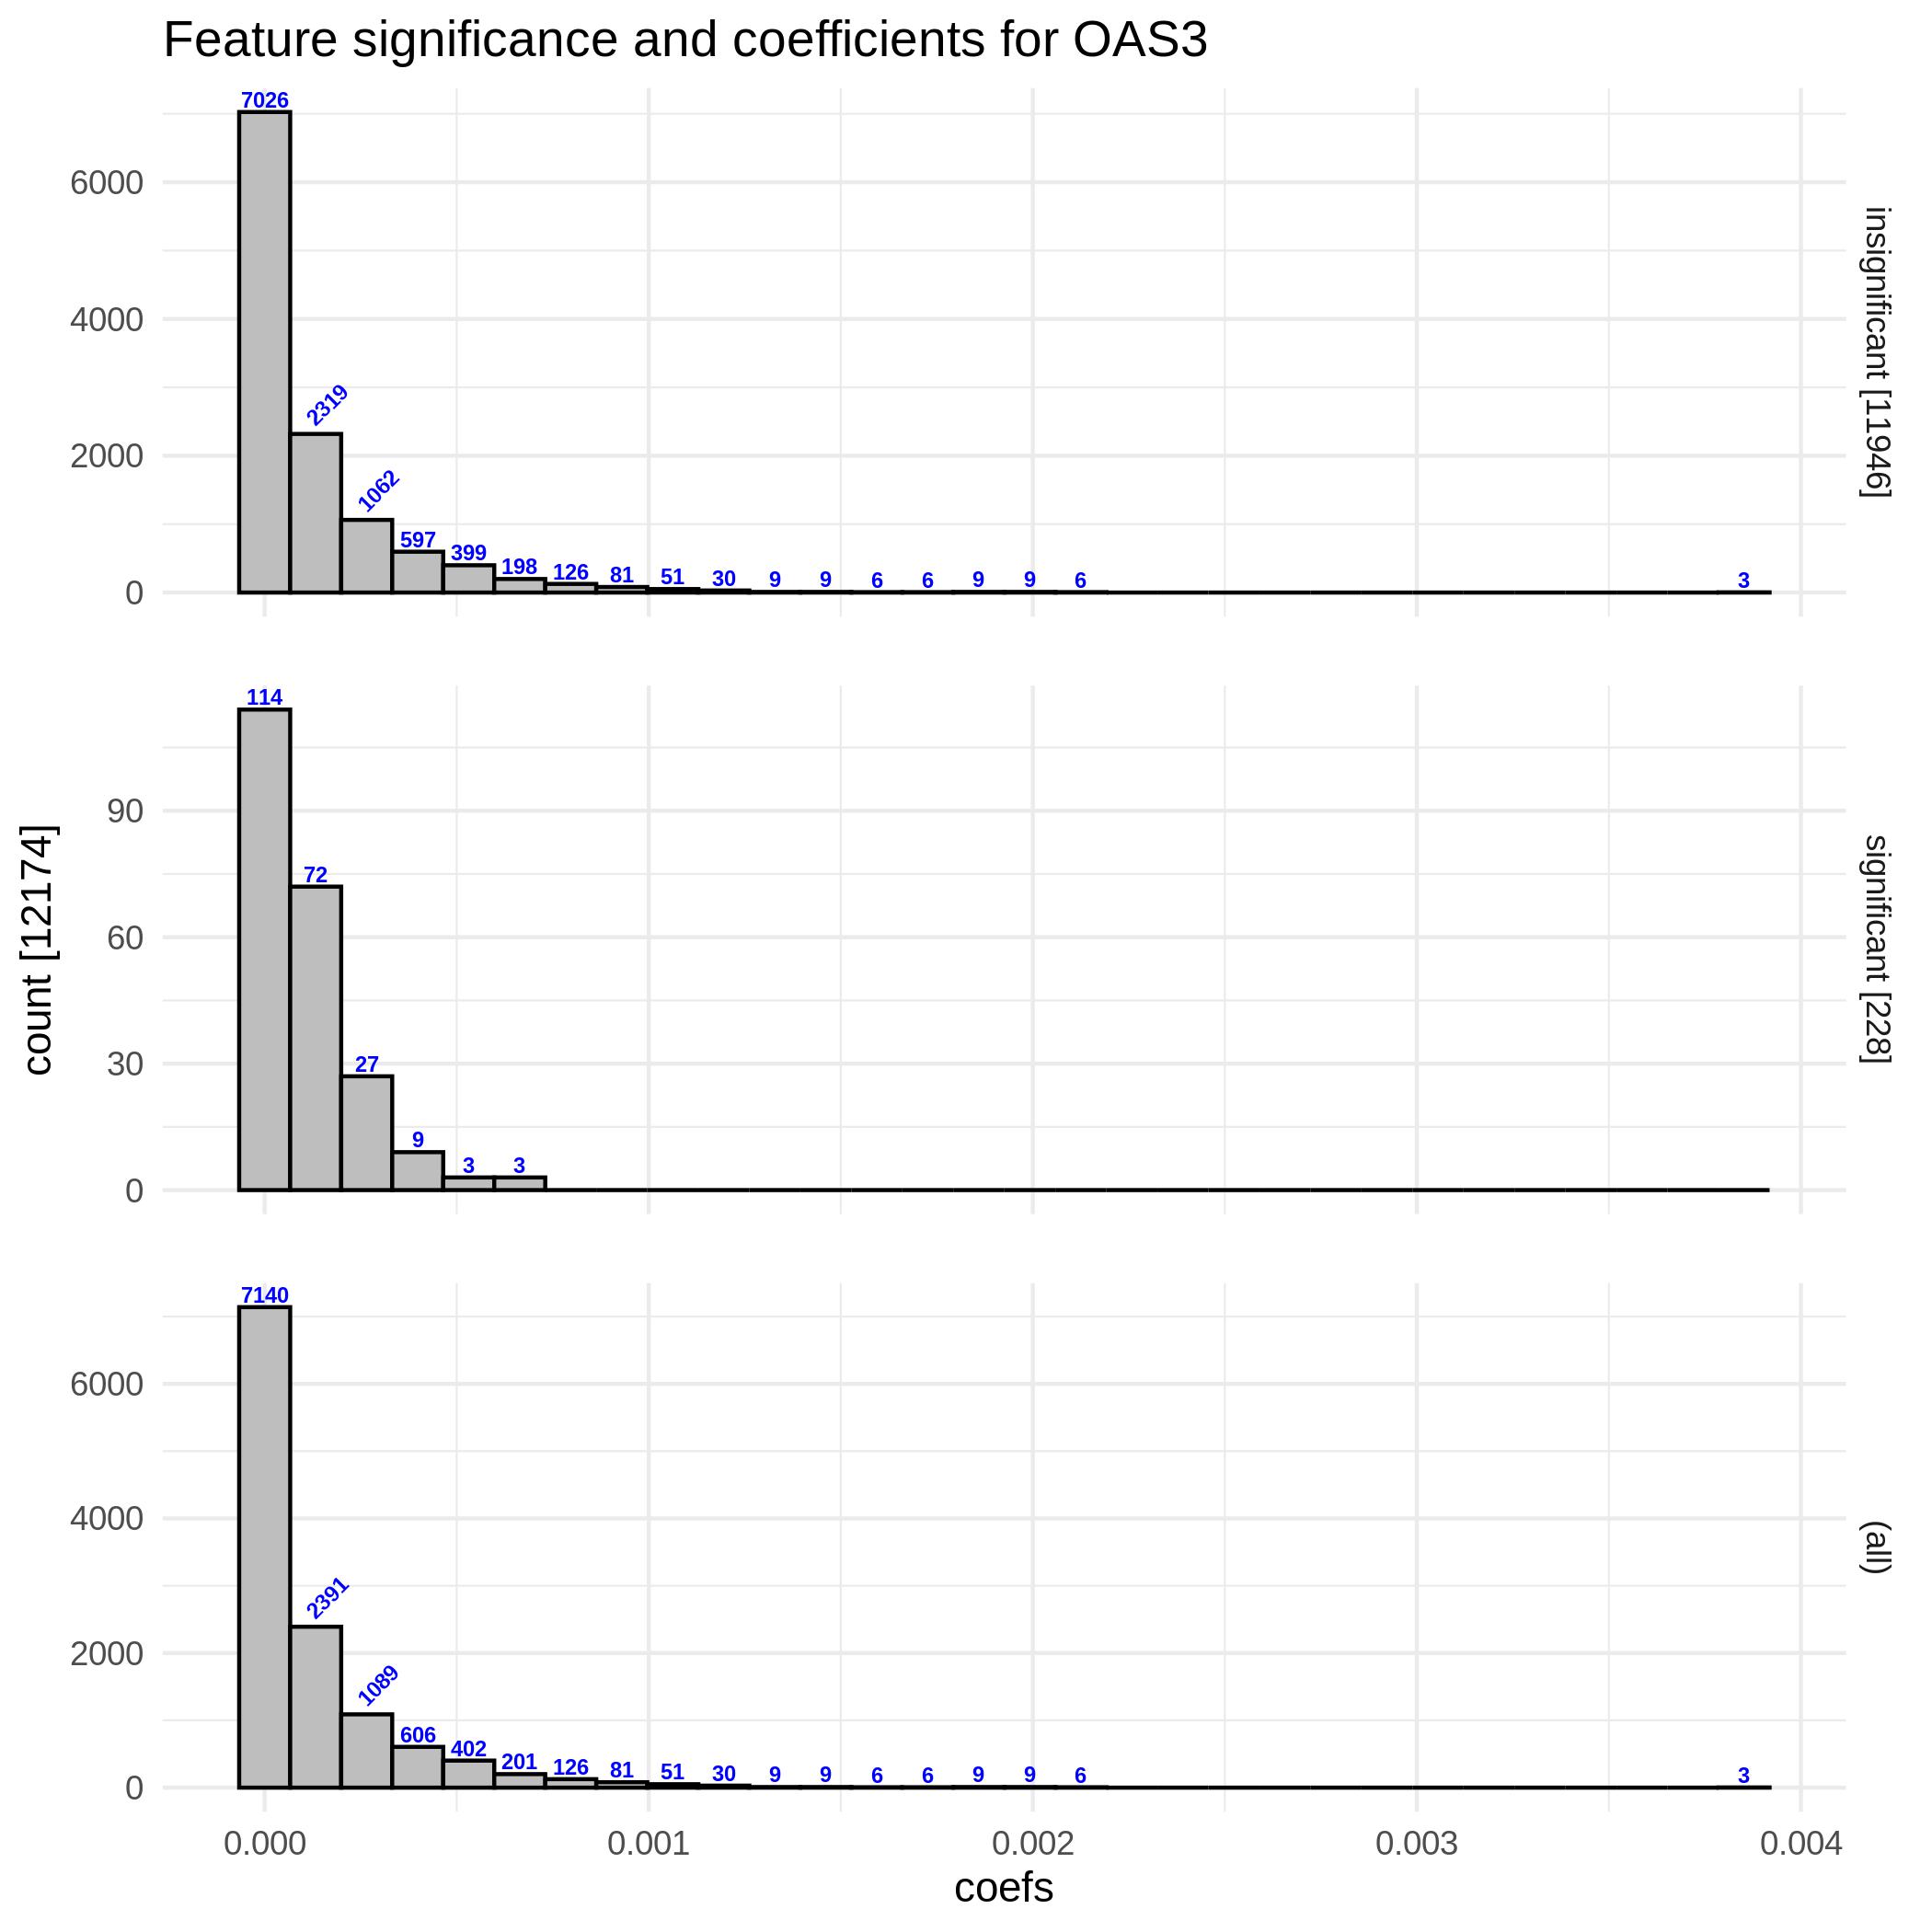 Feature significance and coefficients for OAS3
7026
2319
1062
597 399 198 126 81 51 30 9 9 6 6 9 9 6 3
6000
4000
2000
0
insignificant [11946]
114
72
27
9
3 3
90
60
30
0
significant [228]
count [12174]
7140
2391
1089
606 402 201 126 81 51 30 9 9 6 6 9 9 6 3
6000
4000
2000
0
(all)
0.000 0.001 0.002 0.003 0.004
coefs